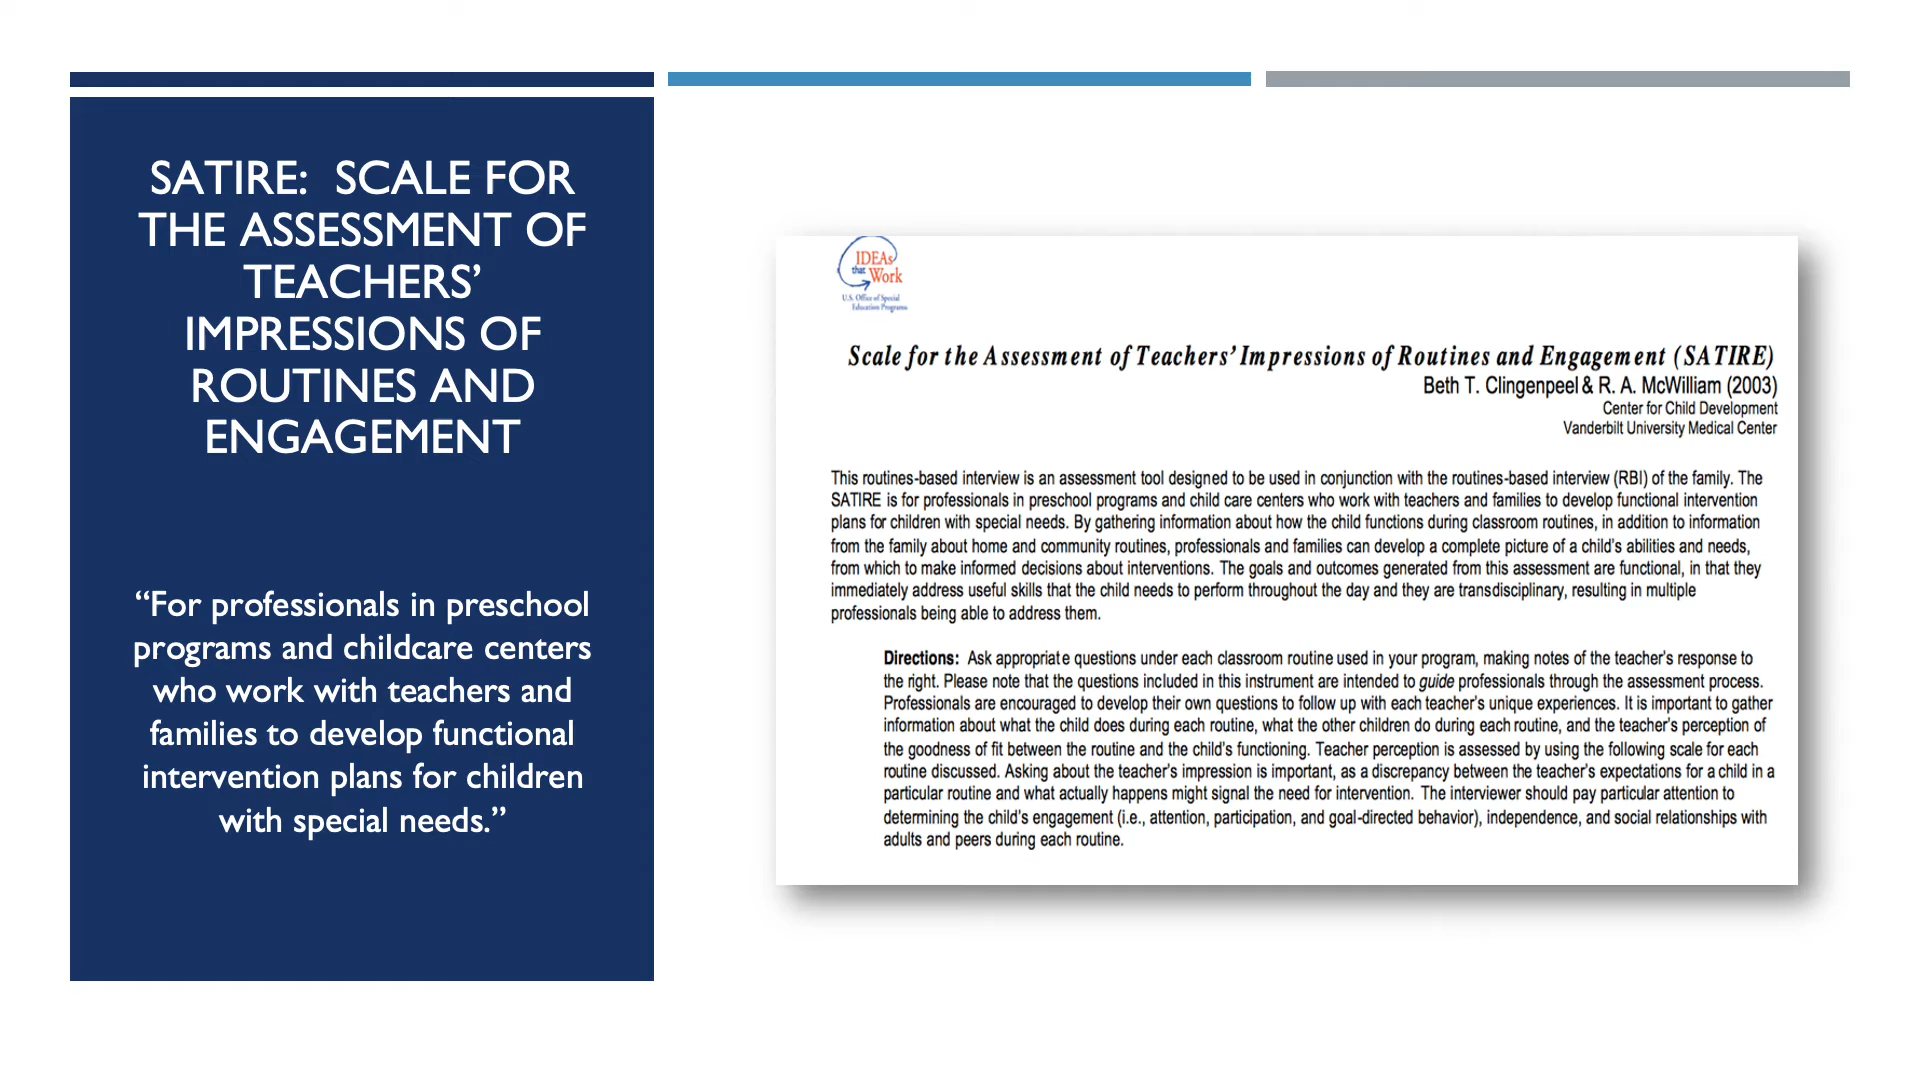 SATIRE: SCALE FOR
THE ASSESSMENT OF
TEACHERS’
IMPRESSIONS OF
ROUTINES AND
ENGAGEMENT
“For professionals in preschool
programs and childcare centers
who work with teachers and
families to develop functional
intervention plans for children
with special needs.”
IDEAs
that Work
U.S. Office of Special
Education Programs
Scale for the Assessment of Teachers’ Impressions of Routines and Engagement (SATIRE)
Beth T. Clingenpeel & R. A. McWilliam (2003)
Center for Child Development
Vanderbilt University Medical Center
This routines-based interview is an assessment tool designed to be used in conjunction with the routines-based interview (RBI) of the family. The
SATIRE is for professionals in preschool programs and child care centers who work with teachers and families to develop functional intervention
plans for children with special needs. By gathering information about how the child functions during classroom routines, in addition to information
from the family about home and community routines, professionals and families can develop a complete picture of a child’s abilities and needs,
from which to make informed decisions about interventions. The goals and outcomes generated from this assessment are functional, in that they
immediately address useful skills that the child needs to perform throughout the day and they are transdisciplinary, resulting in multiple
professionals being able to address them.
Directions: Ask appropriate questions under each classroom routine used in your program, making notes of the teacher’s response to
the right. Please note that the questions included in this instrument are intended to guide professionals through the assessment process.
Professionals are encouraged to develop their own questions to follow up with each teacher’s unique experiences. It is important to gather
information about what the child does during each routine, what the other children do during each routine, and the teacher’s perception of
the goodness of fit between the routine and the child’s functioning. Teacher perception is assessed by using the following scale for each
routine discussed. Asking about the teacher’s impression is important, as a discrepancy between the teacher’s expectations for a child in a
particular routine and what actually happens might signal the need for intervention. The interviewer should pay particular attention to
determining the child’s engagement (i.e., attention, participation, and goal-directed behavior), independence, and social relationships with
adults and peers during each routine.